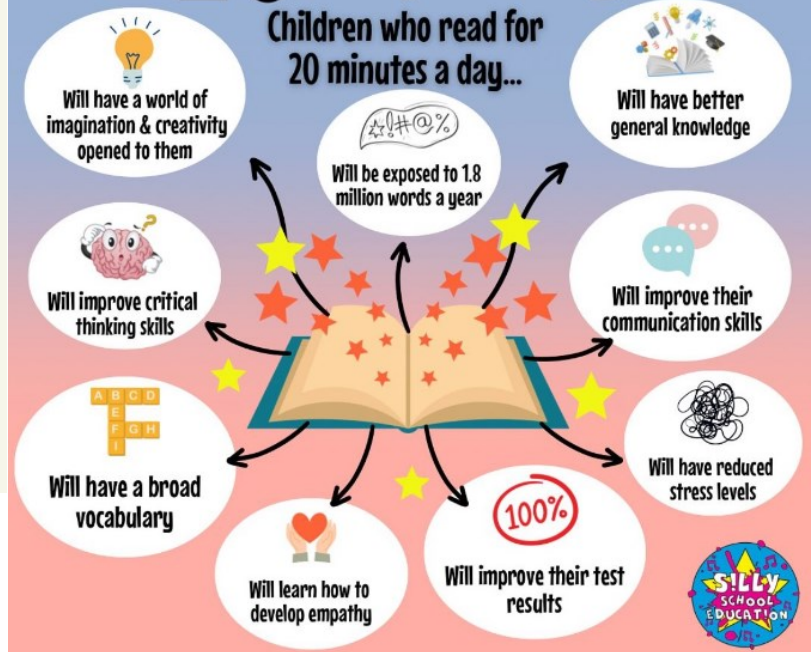 Children who read for
20 minutes a day...
Will have a world of
imagination & creativity
opened to them
☆!#@%
Will be exposed to 1.8
million words a year
Will have better
general knowledge
?
Will improve critical
thinking skills
Will improve their
communication skills
A B C D
E
F G H
I
Will have a broad
vocabulary
Will have reduced
stress levels
Will learn how to
develop empathy
100%
Will improve their test
results
S!LLY
SCHOOL
EDUCAT!ON